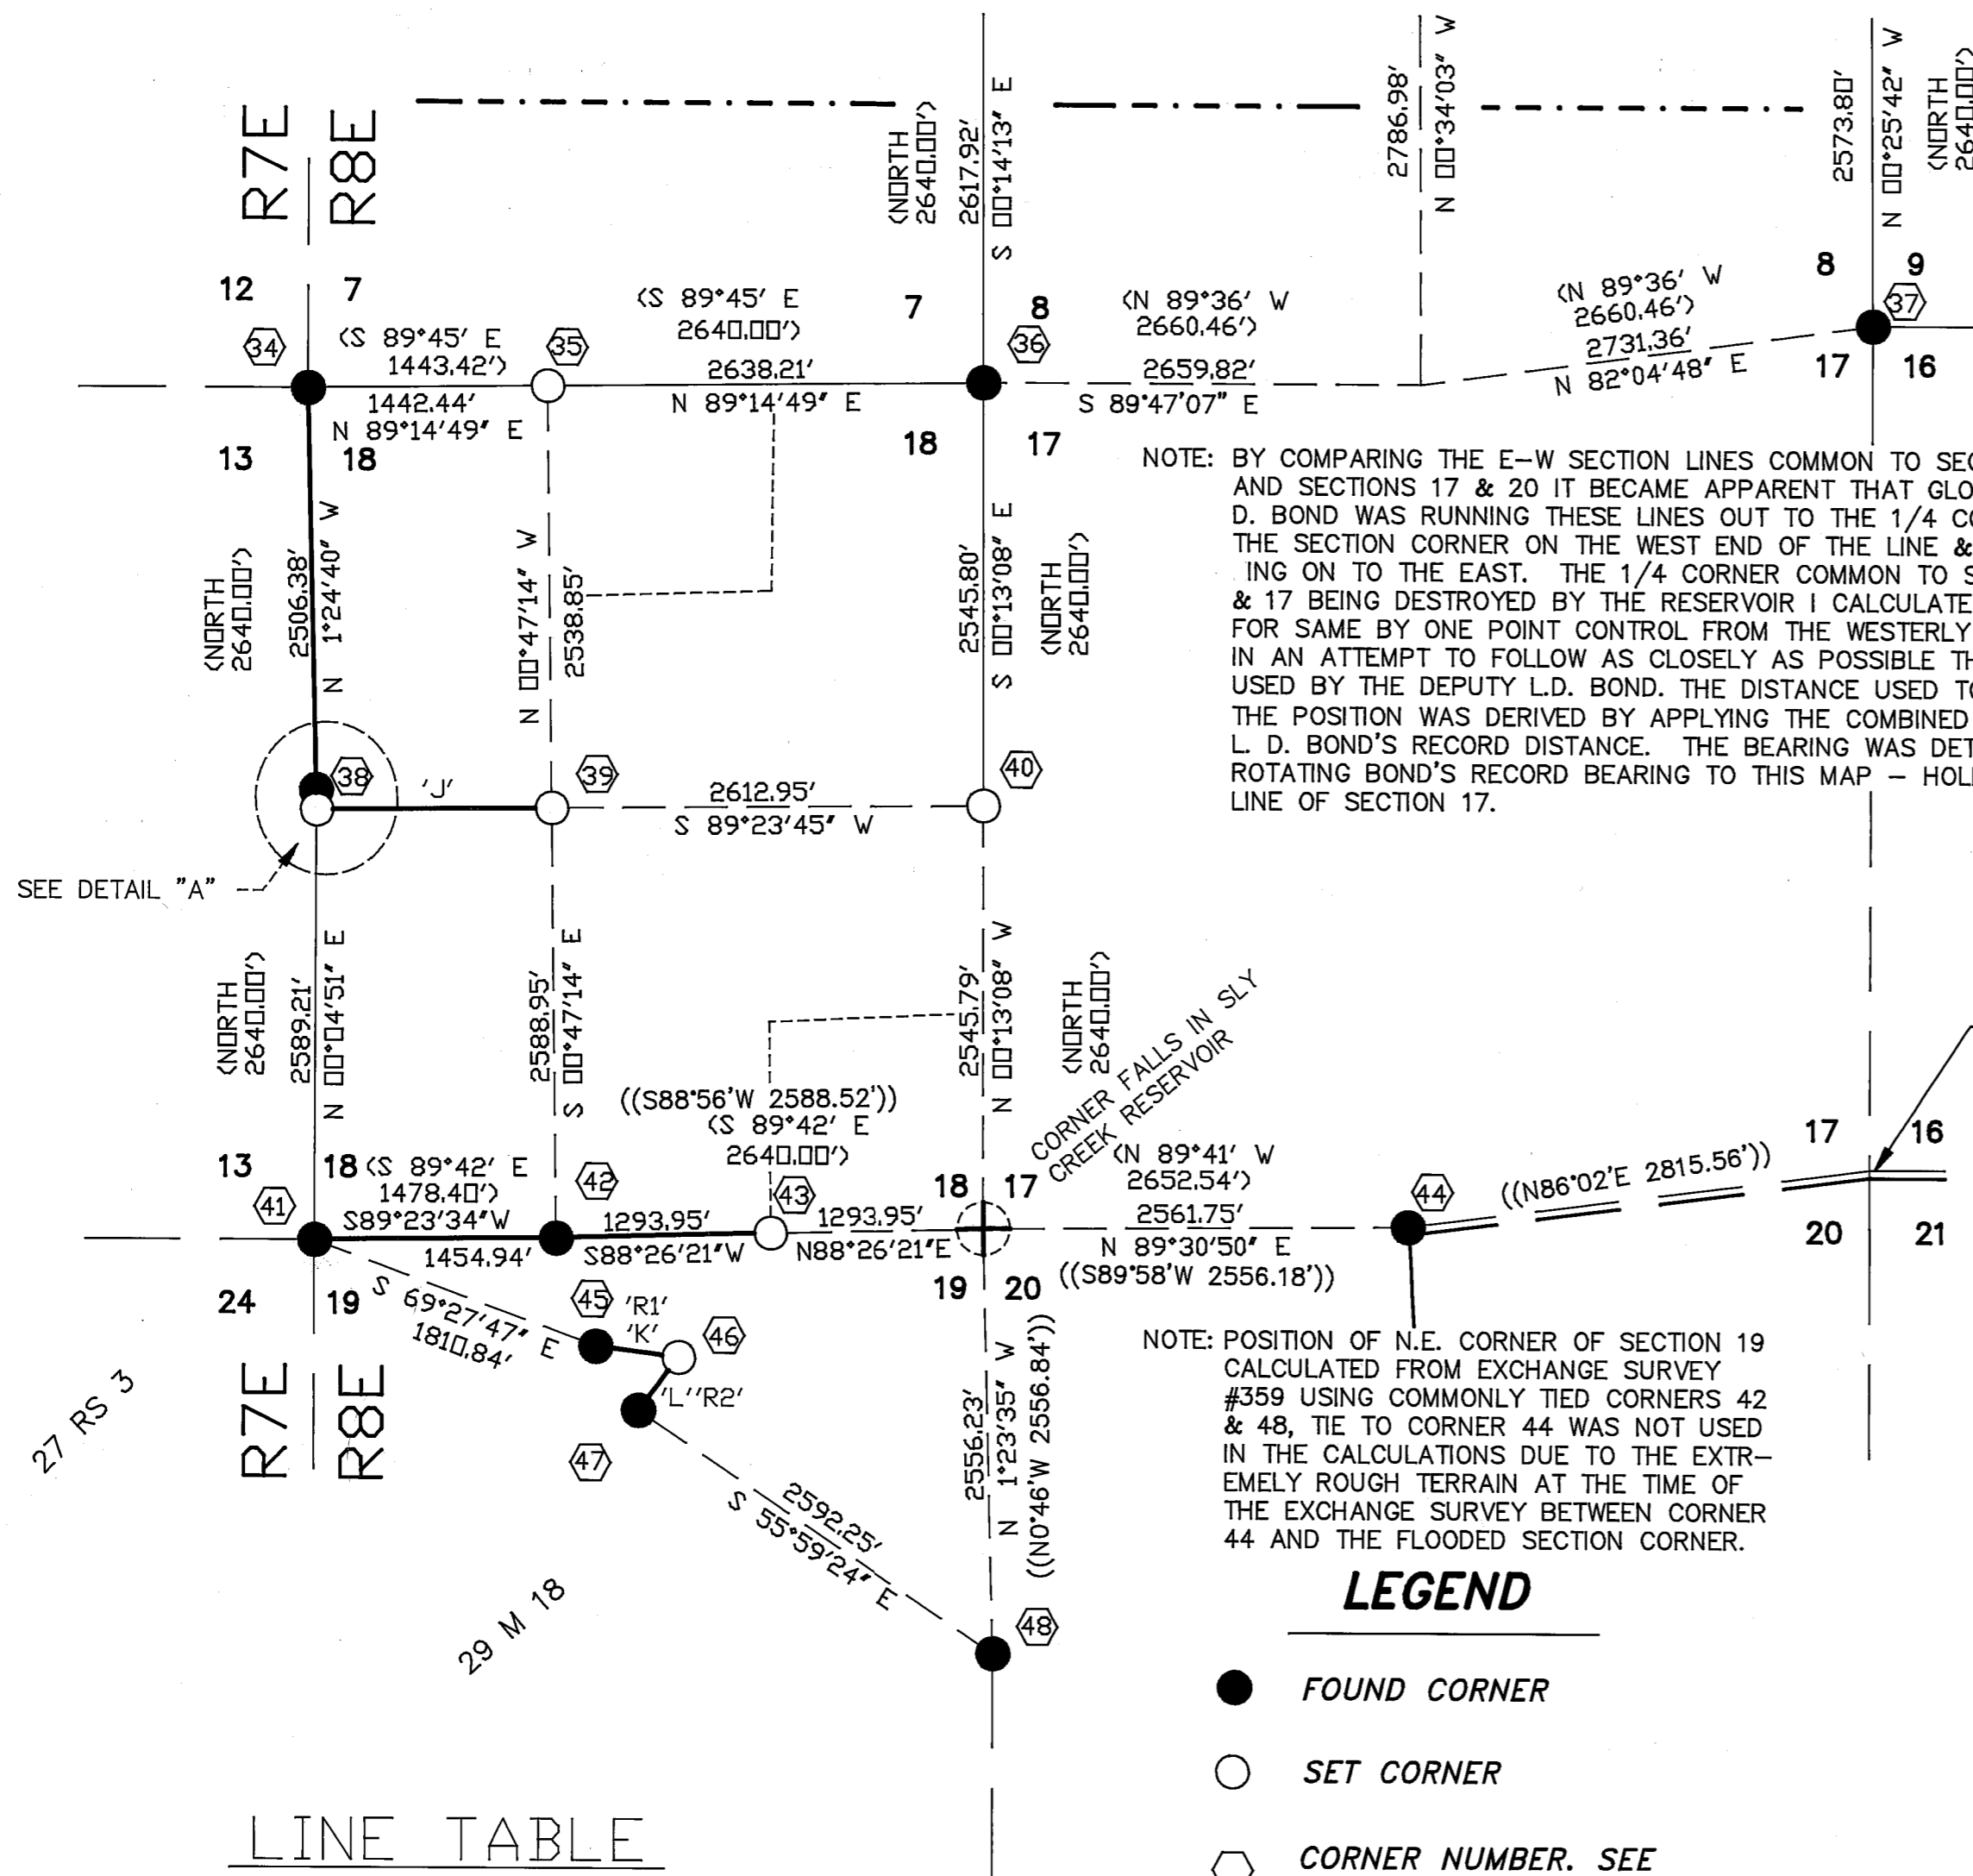 R7E
R8E
(NORTH
2640.00')
2617.92'
S 00°14'13" E
2786.98'
N 00°34'03" W
2573.80'
N 00°25'42" W
(NORTH
2640.00')
12
7
(S 89°45' E
1443.42')
34
35
(S 89°45' E
2640.00')
7
8
36
(N 89°36' W
2660.46')
(N 89°36' W
2660.46')
2731.36'
N 82°04'48" E
8
9
37
17
16
1442.44'
N 89°14'49" E
2638.21'
N 89°14'49" E
2659.82'
S 89°47'07" E
13
18
18
17
(NORTH
2640.00')
2506.38'
N 1°24'40" W
N 00°47'14" W
2538.85'
2545.80'
S 00°13'08" E
(NORTH
2640.00')
NOTE: BY COMPARING THE E-W SECTION LINES COMMON TO SEC
AND SECTIONS 17 & 20 IT BECAME APPARENT THAT GLO
D. BOND WAS RUNNING THESE LINES OUT TO THE 1/4 CO
THE SECTION CORNER ON THE WEST END OF THE LINE &
ING ON TO THE EAST. THE 1/4 CORNER COMMON TO S
& 17 BEING DESTROYED BY THE RESERVOIR I CALCULATE
FOR SAME BY ONE POINT CONTROL FROM THE WESTERLY
IN AN ATTEMPT TO FOLLOW AS CLOSELY AS POSSIBLE TH
USED BY THE DEPUTY L.D. BOND. THE DISTANCE USED TO
THE POSITION WAS DERIVED BY APPLYING THE COMBINED
L. D. BOND'S RECORD DISTANCE. THE BEARING WAS DET
ROTATING BOND'S RECORD BEARING TO THIS MAP - HOL
LINE OF SECTION 17.
38
'J'
39
2612.95'
S 89°23'45" W
40
SEE DETAIL "A"
(NORTH
2640.00')
2589.21'
N 00°04'51" E
2588.95'
S 00°47'14" E
2545.79'
N 00°13'08" W
(NORTH
2640.00')
CORNER FALLS IN SLY
CREEK RESERVOIR
((S88°56'W 2588.52'))
(S 89°42' E
2640.00')
13
18
(S 89°42' E
1478.40')
41
42
43
18
17
(N 89°41' W
2652.54')
44
((N86°02'E 2815.56'))
17
16
S89°23'34"W
1454.94'
1293.95'
S88°26'21"W
1293.95'
N88°26'21"E
2561.75'
N 89°30'50" E
((S89°58'W 2556.18'))
20
21
24
19
19
20
S 69°27'47" E
1810.84'
45
'R1'
'K'
46
'L''R2'
47
2556.23'
N 1°23'35" W
((N0°46'W 2556.84'))
2592.25'
S 55°59'24" E
48
R7E
R8E
27 RS 3
29 M 18
NOTE: POSITION OF N.E. CORNER OF SECTION 19
CALCULATED FROM EXCHANGE SURVEY
#359 USING COMMONLY TIED CORNERS 42
& 48, TIE TO CORNER 44 WAS NOT USED
IN THE CALCULATIONS DUE TO THE EXTR-
EMELY ROUGH TERRAIN AT THE TIME OF
THE EXCHANGE SURVEY BETWEEN CORNER
44 AND THE FLOODED SECTION CORNER.
LEGEND
FOUND CORNER
SET CORNER
CORNER NUMBER. SEE
LINE TABLE